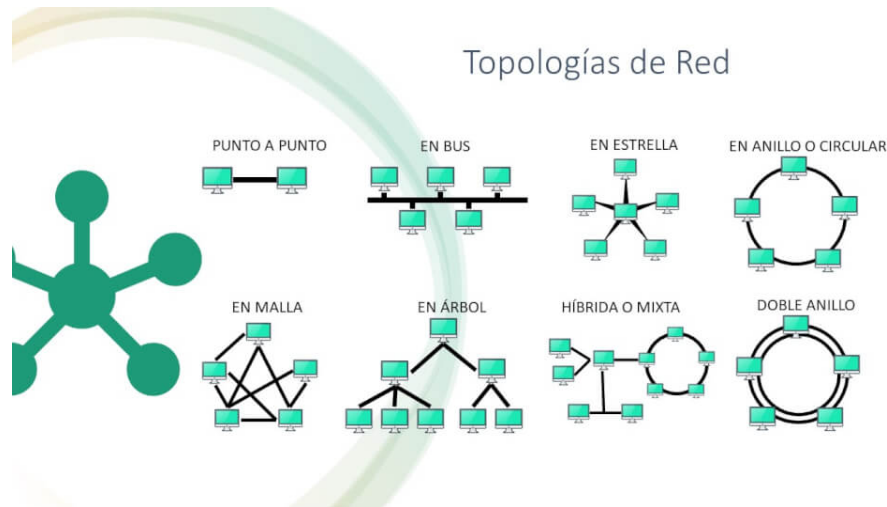 Topologías de Red
PUNTO A PUNTO
EN BUS
EN ESTRELLA
EN ANILLO O CIRCULAR
EN MALLA
EN ÁRBOL
HÍBRIDA O MIXTA
DOBLE ANILLO